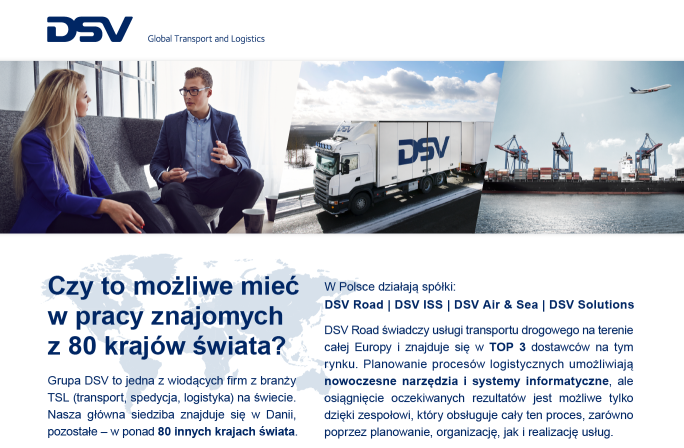 DSV
Global Transport and Logistics
DSV
DSV
Czy to możliwe mieć
w pracy znajomych
z 80 krajów świata?
Grupa DSV to jedna z wiodących firm z branży
TSL (transport, spedycja, logistyka) na świecie.
Nasza główna siedziba znajduje się w Danii,
pozostałe – w ponad 80 innych krajach świata.
W Polsce działają spółki:
DSV Road | DSV ISS | DSV Air & Sea | DSV Solutions
DSV Road świadczy usługi transportu drogowego na terenie
całej Europy i znajduje się w TOP 3 dostawców na tym
rynku. Planowanie procesów logistycznych umożliwiają
nowoczesne narzędzia i systemy informatyczne, ale
osiągnięcie oczekiwanych rezultatów jest możliwe tylko
dzięki zespołowi, który obsługuje cały ten proces, zarówno
poprzez planowanie, organizację, jak i realizację usług.